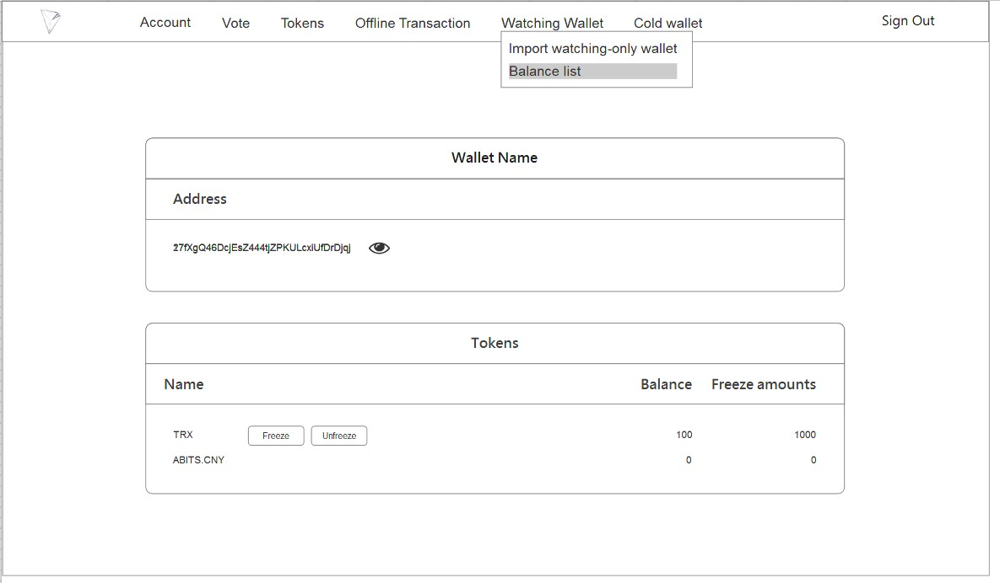 Account Vote Tokens Offline Transaction Watching Wallet Cold wallet Sign Out
Import watching-only wallet
Balance list
Wallet Name
Address
27fXgQ46DcjEsZ444tjZPKULcxiUfDrDjqj
Tokens
Name Balance Freeze amounts
TRX Freeze Unfreeze 100 1000
ABITS.CNY 0 0